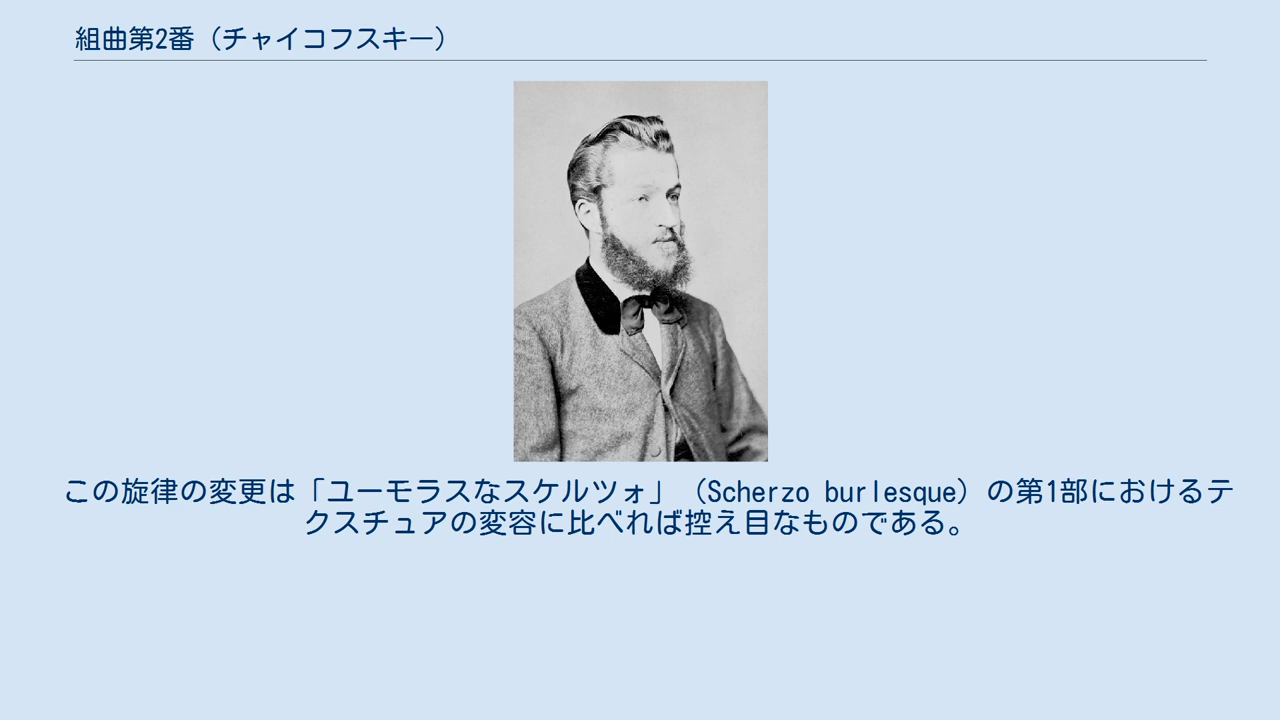 組曲第2番（チャイコフスキー）
この旋律の変更は「ユーモラスなスケルツォ」（Scherzo burlesque）の第1部におけるテ
クスチュアの変容に比べれば控え目なものである。